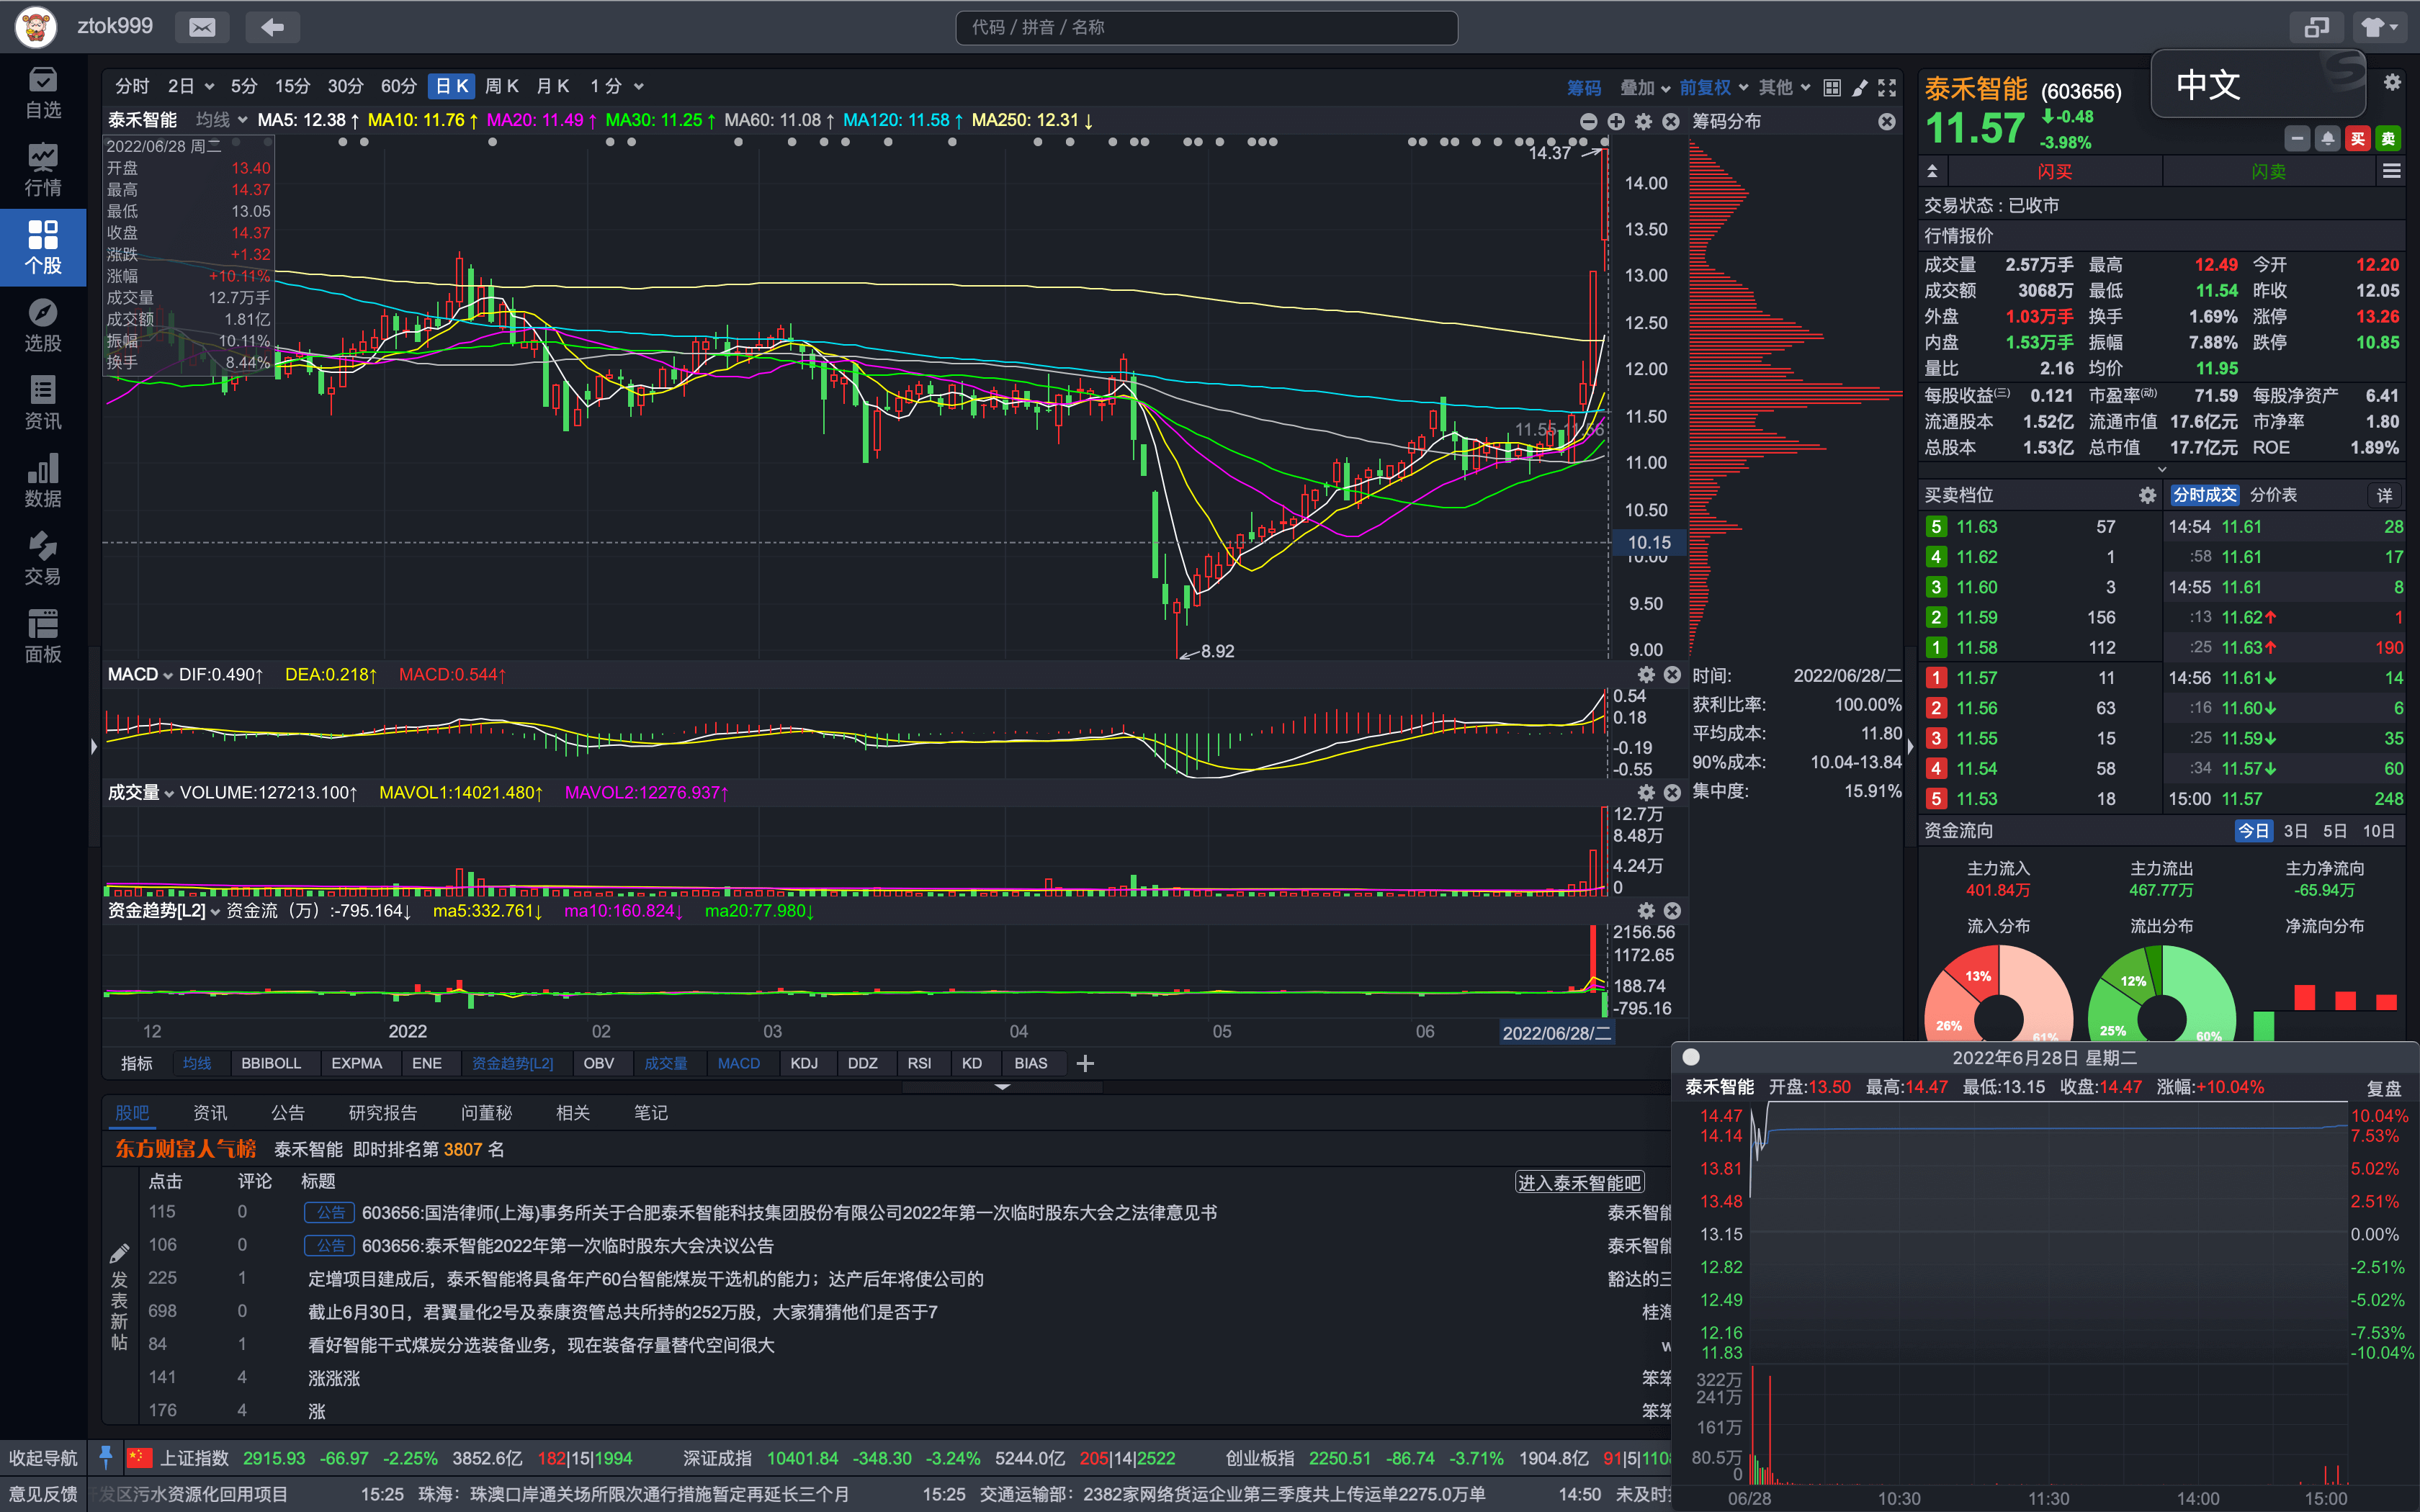 ztok999
代码 / 拼音 / 名称
中文
自选
行情
个股
选股
资讯
数据
交易
面板
分时 2日 5分 15分 30分 60分 日K 周K 月K 1分
筹码 叠加 前复权 其他
泰禾智能 均线 MA5: 12.38↑ MA10: 11.76↑ MA20: 11.49↑ MA30: 11.25↑ MA60: 11.08↑ MA120: 11.58↑ MA250: 12.31↓
筹码分布
2022/06/28 周二
开盘 13.40
最高 14.37
最低 13.05
收盘 14.37
涨跌 +1.32
涨幅 +10.11%
成交量 12.7万手
成交额 1.81亿
振幅 10.11%
换手 8.44%
14.37
8.92
14.00
13.50
13.00
12.50
12.00
11.50
11.00
10.50
10.15
10.00
9.50
9.00
MACD DIF:0.490↑ DEA:0.218↑ MACD:0.544↑
0.54
0.18
-0.19
-0.55
成交量 VOLUME:127213.100↑ MAVOL1:14021.480↑ MAVOL2:12276.937↑
12.7万
8.48万
4.24万
0
资金趋势[L2] 资金流（万）:-795.164↓ ma5:332.761↓ ma10:160.824↓ ma20:77.980↓
2156.56
1172.65
188.74
-795.16
12 2022 02 03 04 05 06 2022/06/28/二
指标 均线 BBIBOLL EXPMA ENE 资金趋势[L2] OBV 成交量 MACD KDJ DDZ RSI KD BIAS
时间: 2022/06/28/二
获利比率: 100.00%
平均成本: 11.80
90%成本: 10.04-13.84
集中度: 15.91%
泰禾智能 (603656)
11.57 -0.48
-3.98%
买 卖
闪买 闪卖
交易状态 : 已收市
行情报价
成交量 2.57万手 最高 12.49 今开 12.20
成交额 3068万 最低 11.54 昨收 12.05
外盘 1.03万手 换手 1.69% 涨停 13.26
内盘 1.53万手 振幅 7.88% 跌停 10.85
量比 2.16 均价 11.95
每股收益(三) 0.121 市盈率(动) 71.59 每股净资产 6.41
流通股本 1.52亿 流通市值 17.6亿元 市净率 1.80
总股本 1.53亿 总市值 17.7亿元 ROE 1.89%
买卖档位 分时成交 分价表 详
5 11.63 57 14:54 11.61 28
4 11.62 1 :58 11.61 17
3 11.60 3 14:55 11.61 8
2 11.59 156 :13 11.62↑ 1
1 11.58 112 :25 11.63↑ 190
1 11.57 11 14:56 11.61↓ 14
2 11.56 63 :16 11.60↓ 6
3 11.55 15 :25 11.59↓ 35
4 11.54 58 :34 11.57↓ 60
5 11.53 18 15:00 11.57 248
资金流向 今日 3日 5日 10日
主力流入 主力流出 主力净流向
401.84万 467.77万 -65.94万
流入分布 流出分布 净流向分布
13% 26% 61%
12% 25% 60%
股吧 资讯 公告 研究报告 问董秘 相关 笔记
东方财富人气榜 泰禾智能 即时排名第 3807 名
点击 评论 标题 进入泰禾智能吧
115 0 公告 603656:国浩律师(上海)事务所关于合肥泰禾智能科技集团股份有限公司2022年第一次临时股东大会之法律意见书 泰禾智能
106 0 公告 603656:泰禾智能2022年第一次临时股东大会决议公告 泰禾智能
225 1 定增项目建成后，泰禾智能将具备年产60台智能煤炭干选机的能力；达产后年将使公司的 豁达的三
698 0 截止6月30日，君翼量化2号及泰康资管总共所持的252万股，大家猜猜他们是否于7 桂海
84 1 看好智能干式煤炭分选装备业务，现在装备存量替代空间很大 w
141 4 涨涨涨 笨笨
176 4 涨 笨笨
发表新帖
2022年6月28日 星期二
泰禾智能 开盘:13.50 最高:14.47 最低:13.15 收盘:14.47 涨幅:+10.04% 复盘
14.47 10.04%
14.14 7.53%
13.81 5.02%
13.48 2.51%
13.15 0.00%
12.82 -2.51%
12.49 -5.02%
12.16 -7.53%
11.83 -10.04%
322万
241万
161万
80.5万
0
06/28 10:30 11:30 14:00 15:00
收起导航 上证指数 2915.93 -66.97 -2.25% 3852.6亿 182|15|1994 深证成指 10401.84 -348.30 -3.24% 5244.0亿 205|14|2522 创业板指 2250.51 -86.74 -3.71% 1904.8亿 91|5|110
意见反馈 发区污水资源化回用项目 15:25 珠海：珠澳口岸通关场所限次通行措施暂定再延长三个月 15:25 交通运输部：2382家网络货运企业第三季度共上传运单2275.0万单 14:50 未及时